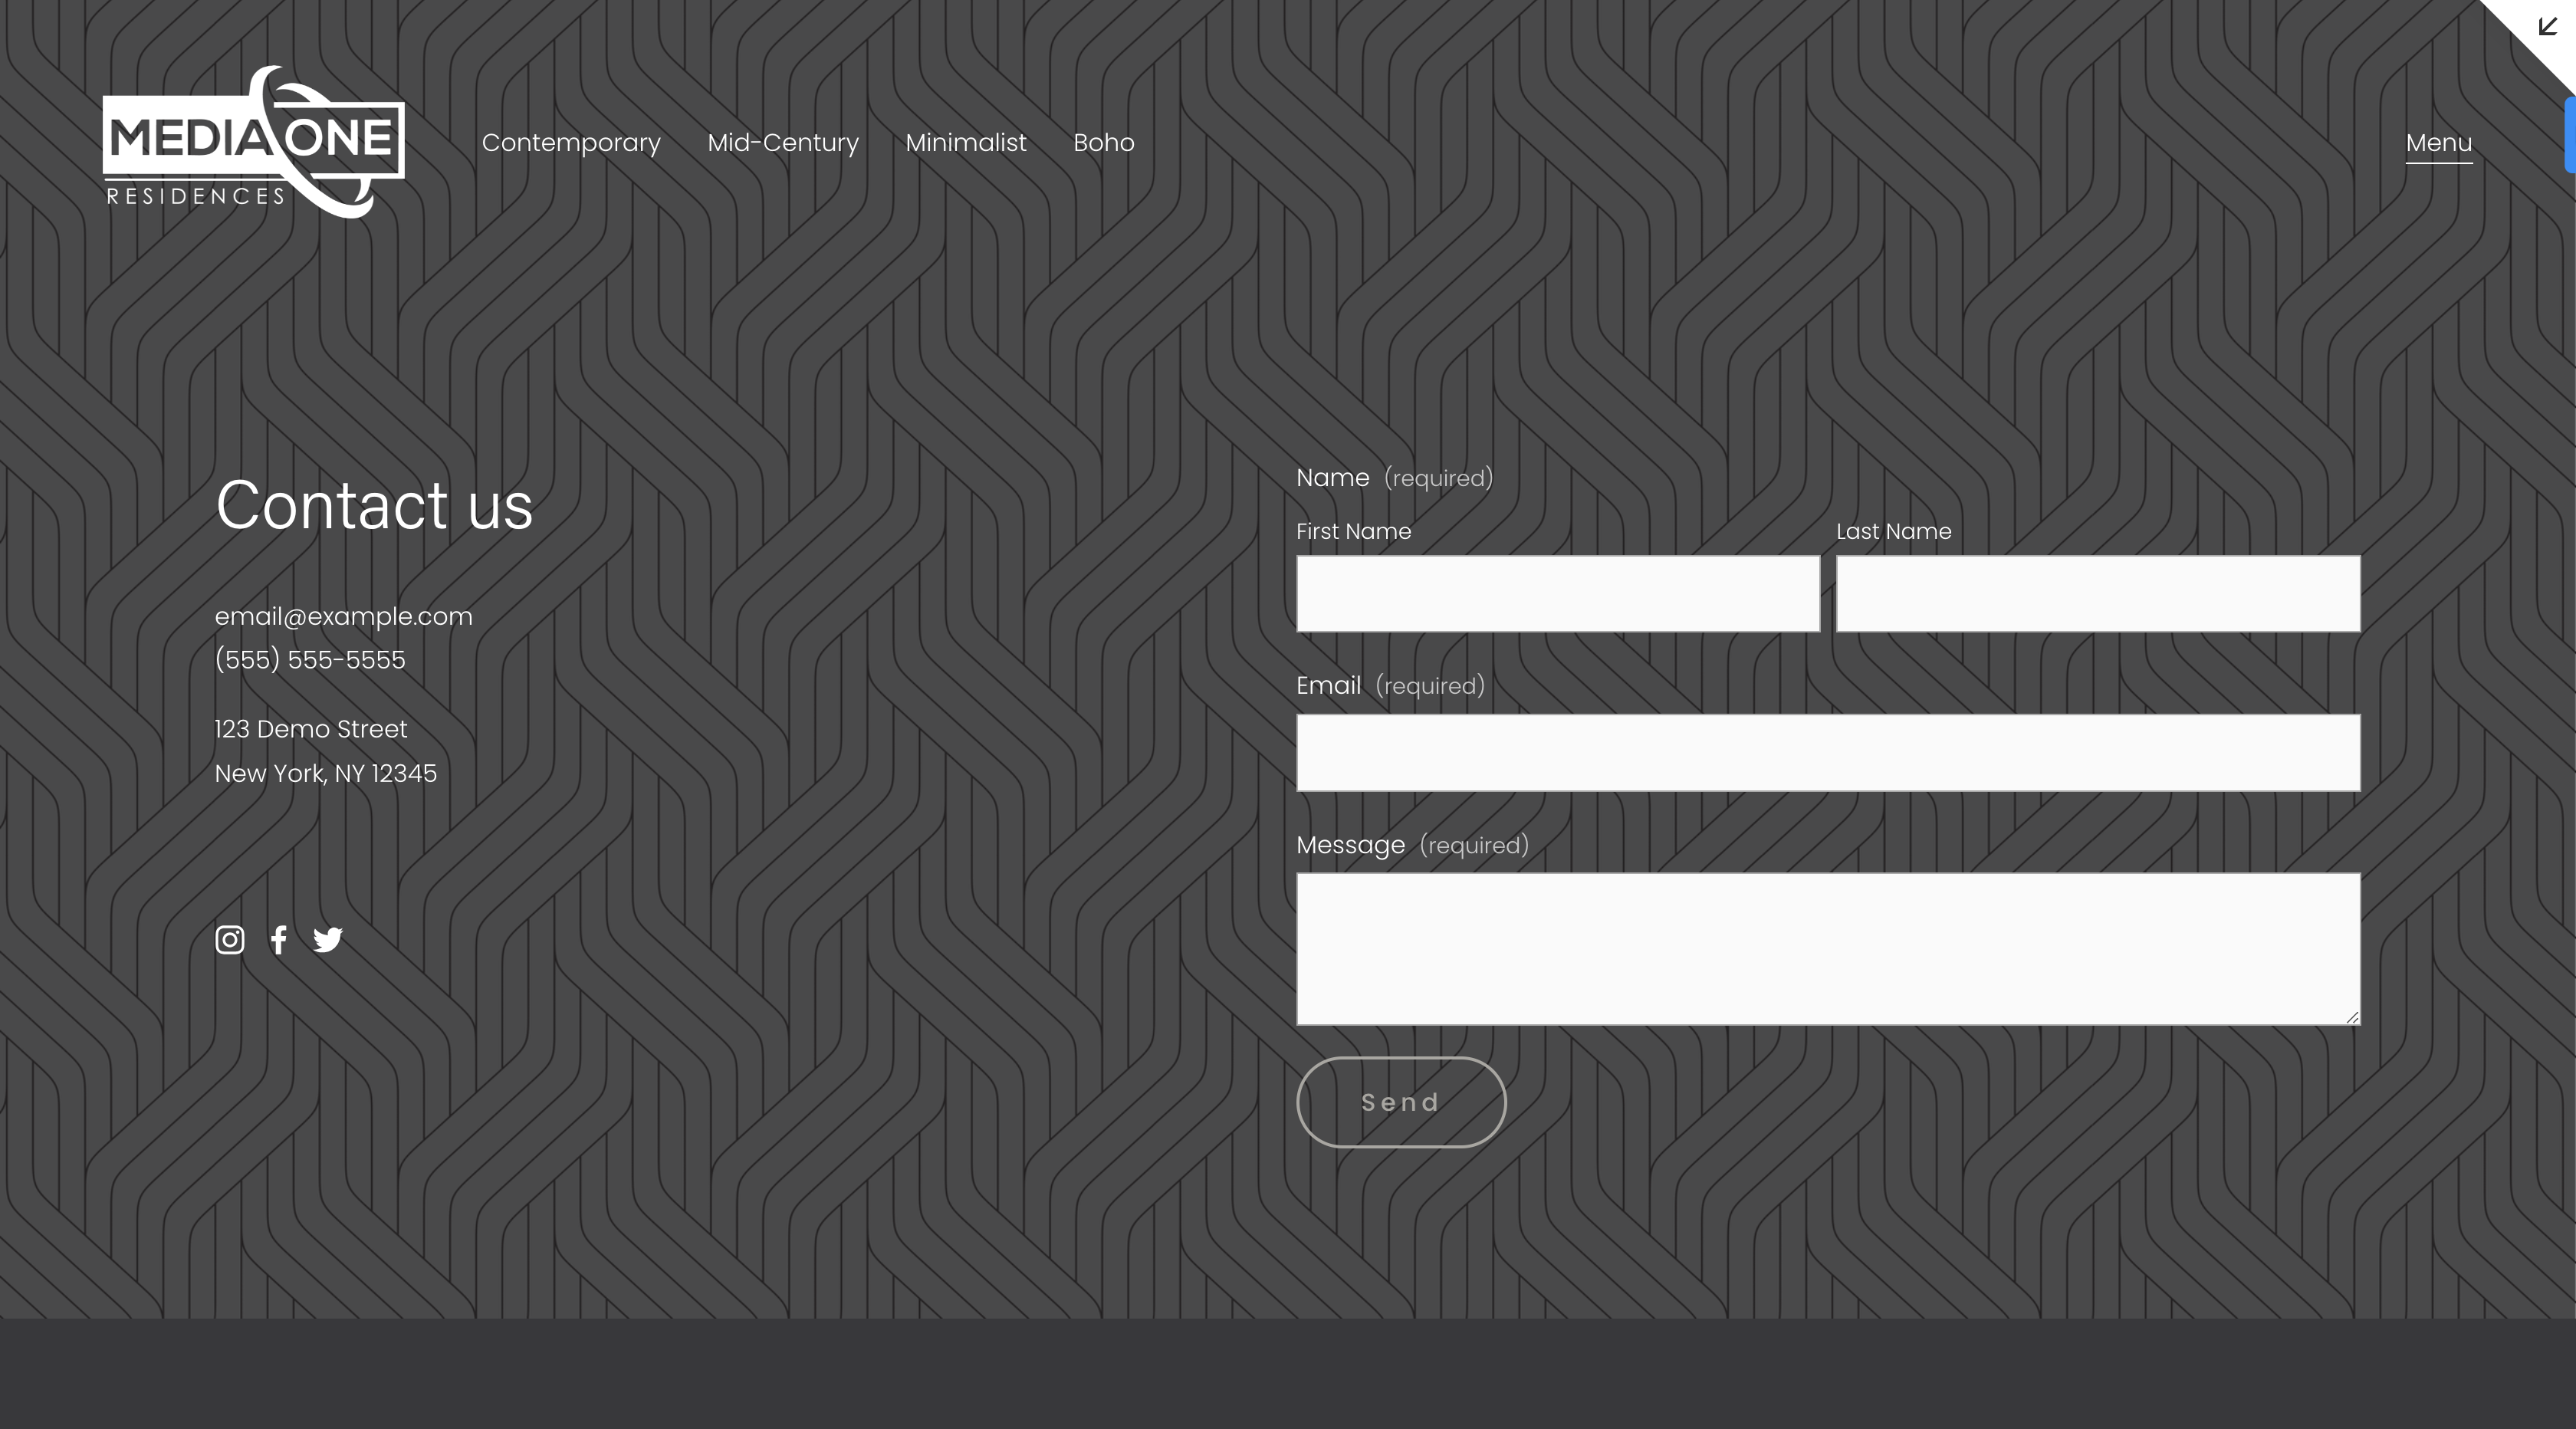 MEDIA ONE
RESIDENCES
Contemporary Mid-Century Minimalist Boho
Menu
Contact us
email@example.com
(555) 555-5555
123 Demo Street
New York, NY 12345
Name (required)
First Name
Last Name
Email (required)
Message (required)
Send